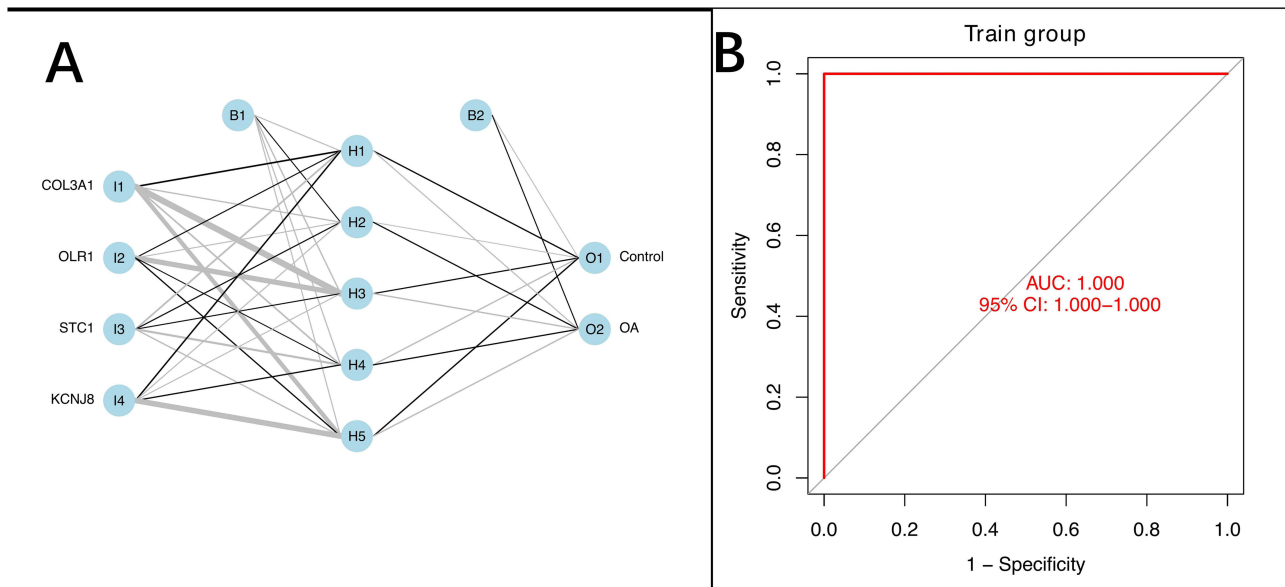 A
B1
B2
H1
COL3A1
I1
H2
OLR1
I2
O1
Control
H3
STC1
I3
O2
OA
H4
KCNJ8
I4
H5
B
Train group
Sensitivity
1.0
0.8
0.6
0.4
0.2
0.0
AUC: 1.000
95% CI: 1.000–1.000
0.0 0.2 0.4 0.6 0.8 1.0
1 – Specificity